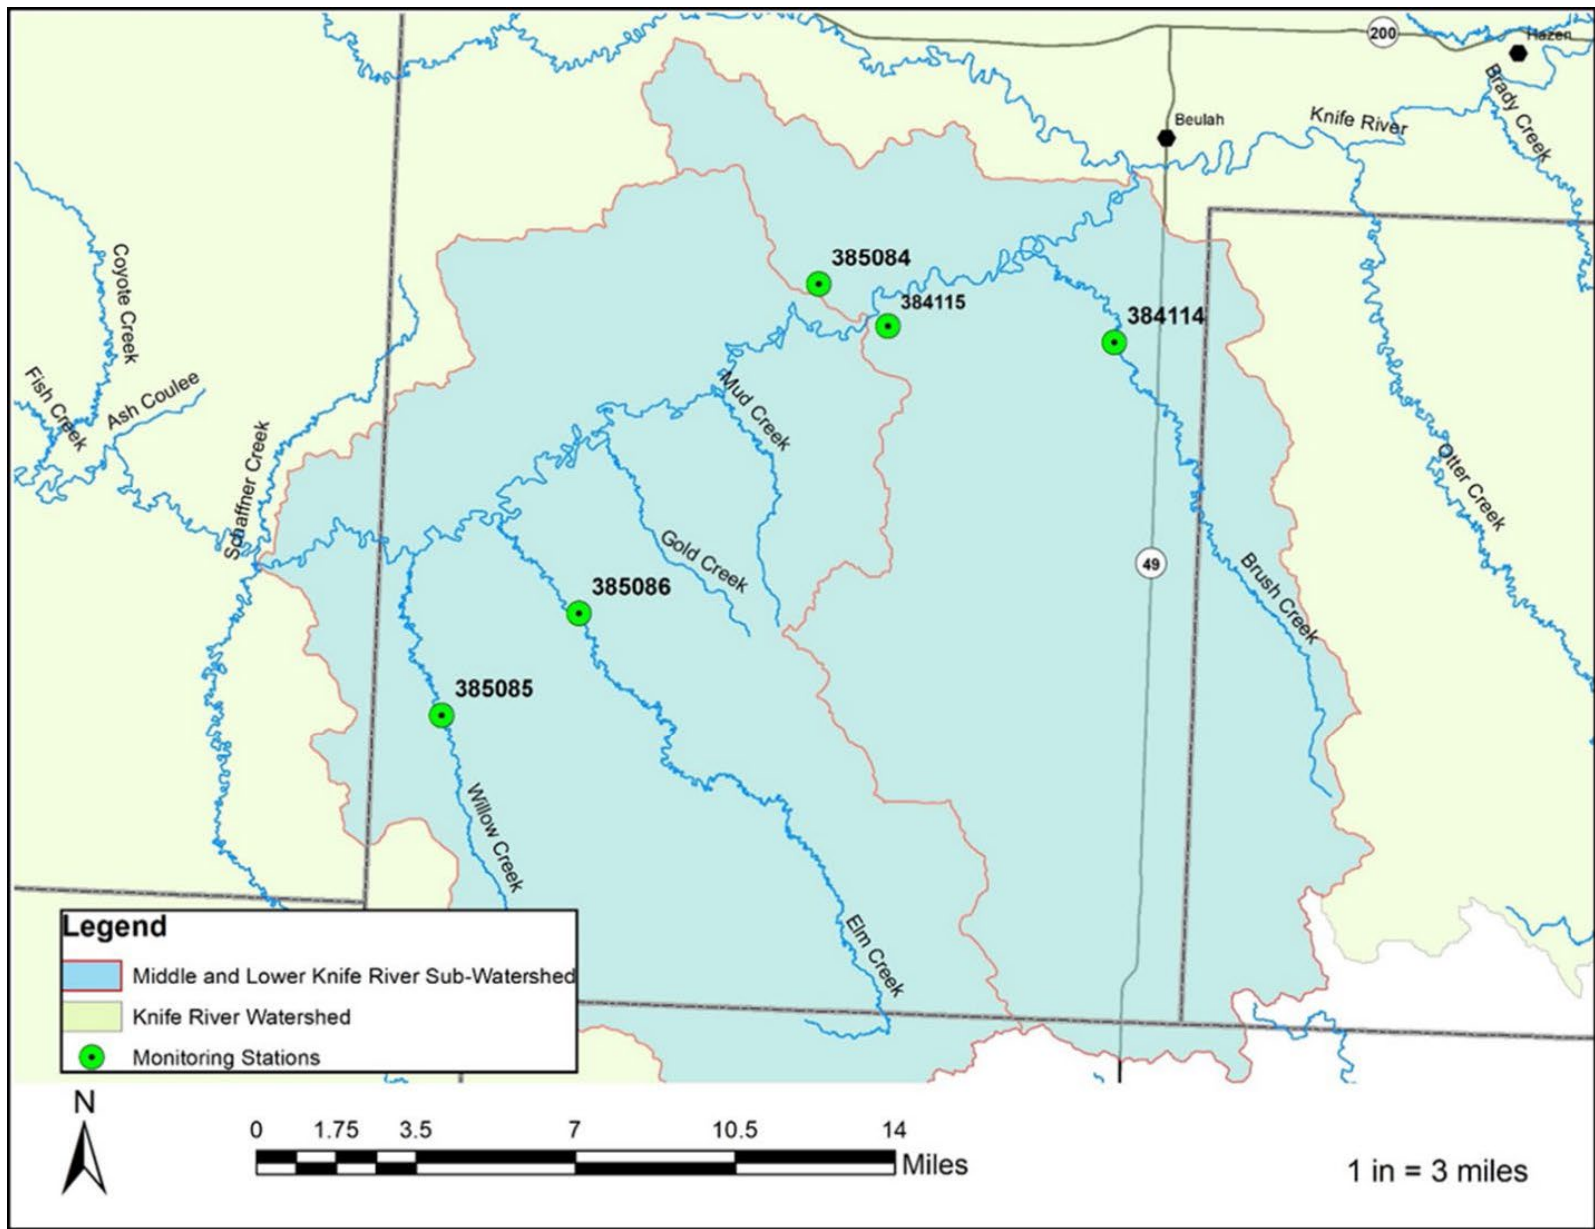 200
Hazen
Brady Creek
Beulah
Knife River
Coyote Creek
385084
384115
384114
Fish Creek
Ash Coulee
Mud Creek
Schaffner Creek
Otter Creek
Gold Creek
49
Brush Creek
385086
385085
Willow Creek
Elm Creek
Legend
Middle and Lower Knife River Sub-Watershed
Knife River Watershed
Monitoring Stations
N
0 1.75 3.5 7 10.5 14
Miles
1 in = 3 miles